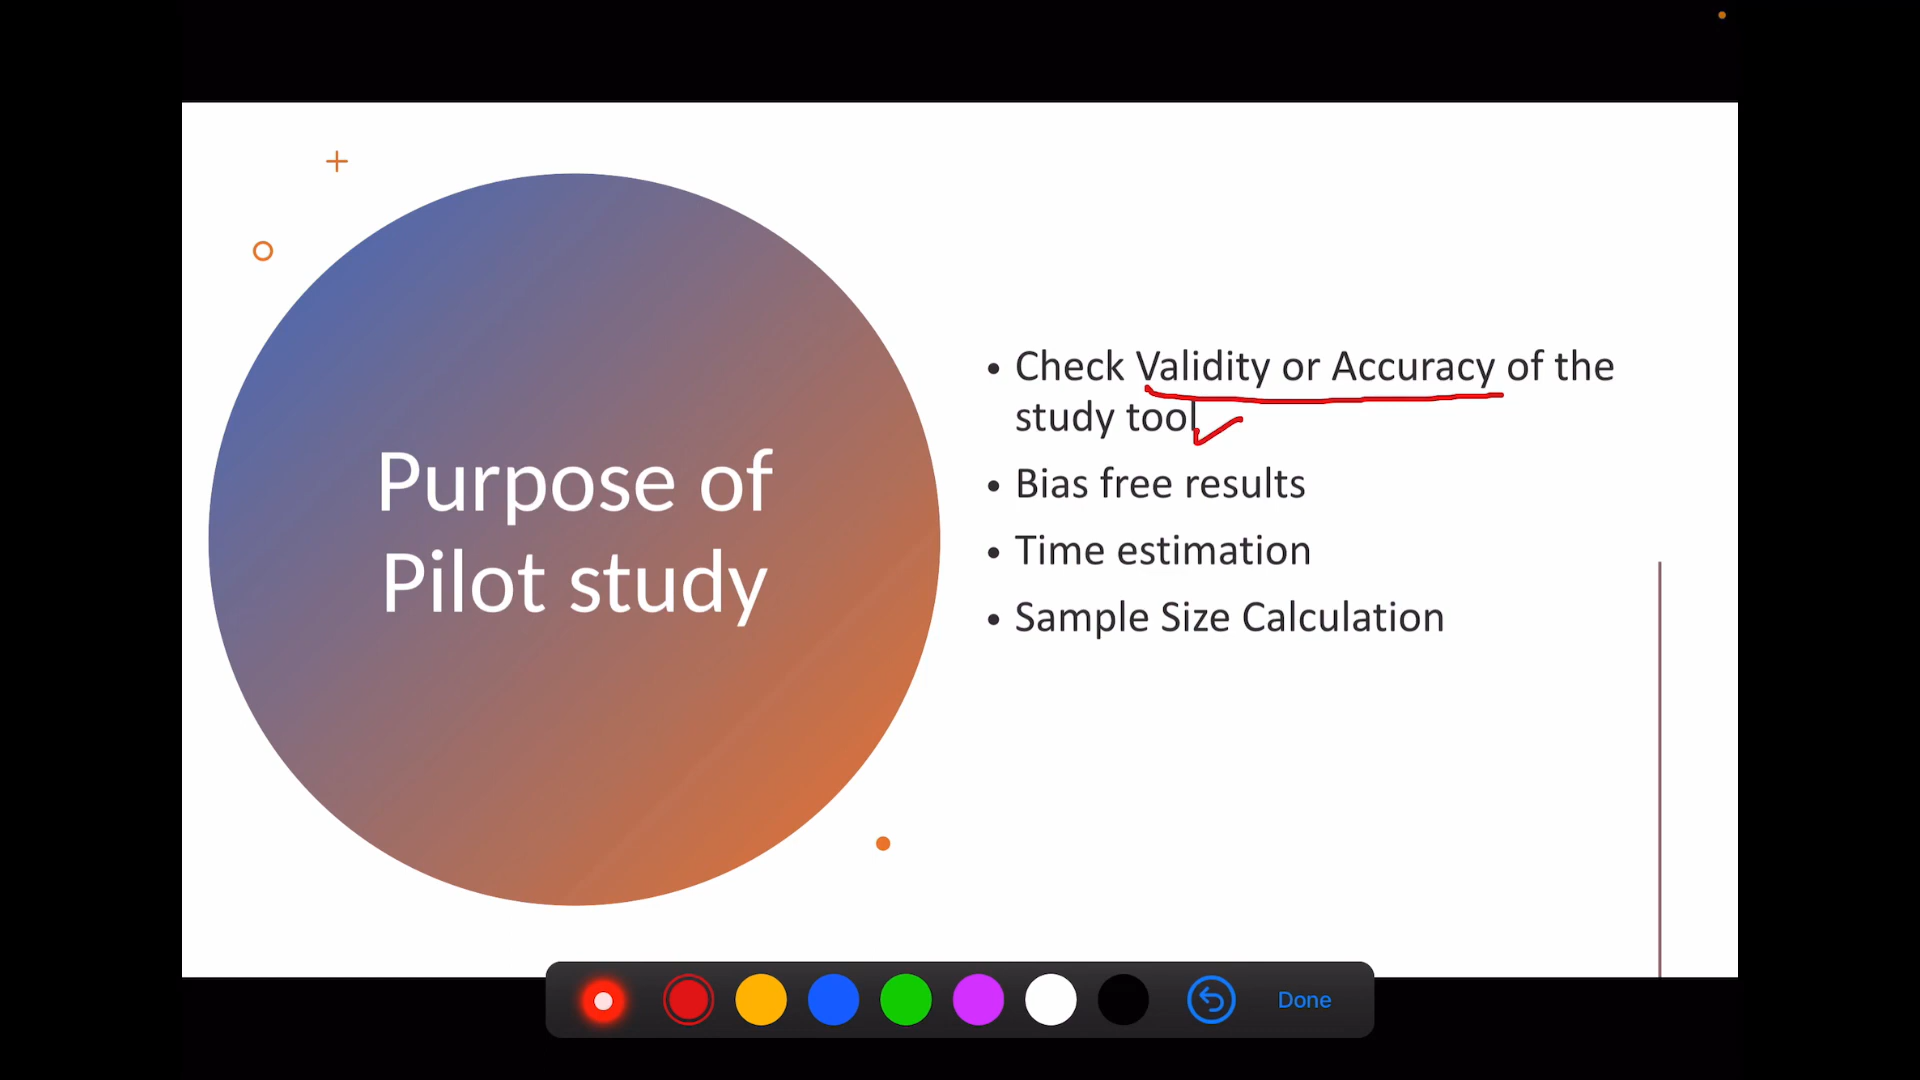 Purpose of
Pilot study
• Check Validity or Accuracy of the
study tool
• Bias free results
• Time estimation
• Sample Size Calculation
Done